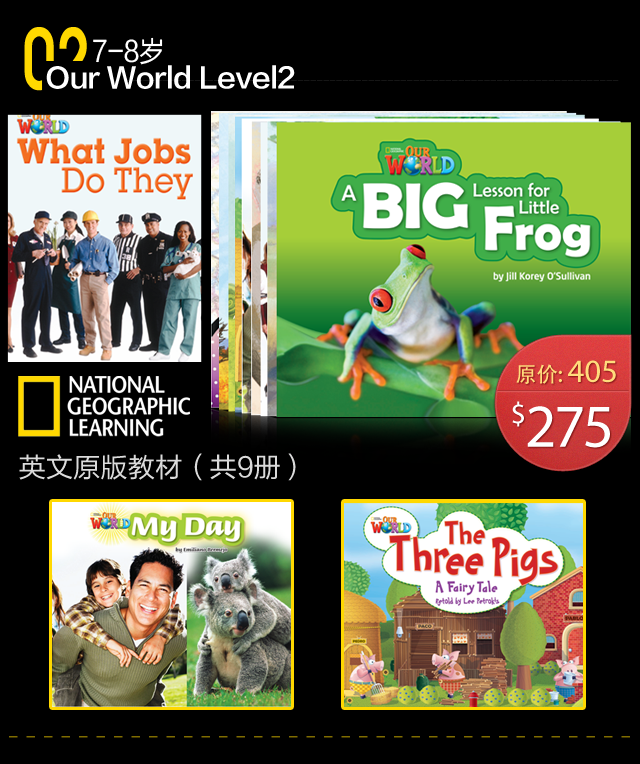 02
7-8岁
Our World Level2
OUR
WORLD
What Jobs
Do They
OUR
WORLD
A BIG
Lesson for
Little
Frog
by Jill Korey O'Sullivan
原价: 405
$275
NATIONAL
GEOGRAPHIC
LEARNING
英文原版教材（共9册）
OUR
WORLD
My Day
by Emiliano Bermejo
OUR
WORLD
The
Three Pigs
A Fairy Tale
Retold by Lee Petrokis
PACO
PABLO